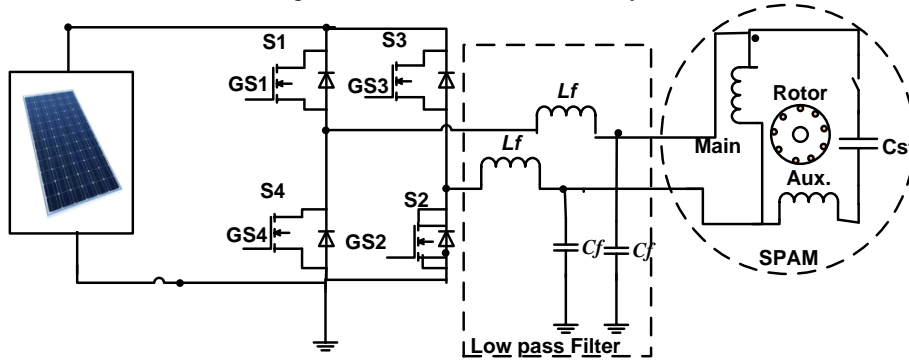 S1
S3
GS1
GS3
Lf
Lf
Rotor
Main
Cst
Aux.
S4
S2
GS4
GS2
Cf
Cf
SPAM
Low pass Filter